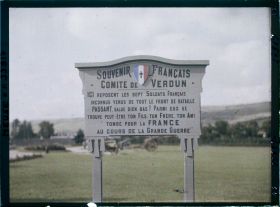 SOUVENIR FRANÇAIS
COMITÉ DE VERDUN
ICI REPOSENT LES SEPT SOLDATS FRANÇAIS
INCONNUS VENUS DE TOUT LE FRONT DE BATAILLE
PASSANT, SALUE BIEN BAS ! PARMI EUX SE
TROUVE PEUT-ÊTRE TON FILS, TON FRÈRE, TON AMI
TOMBÉ POUR LA FRANCE
AU COURS DE LA GRANDE GUERRE